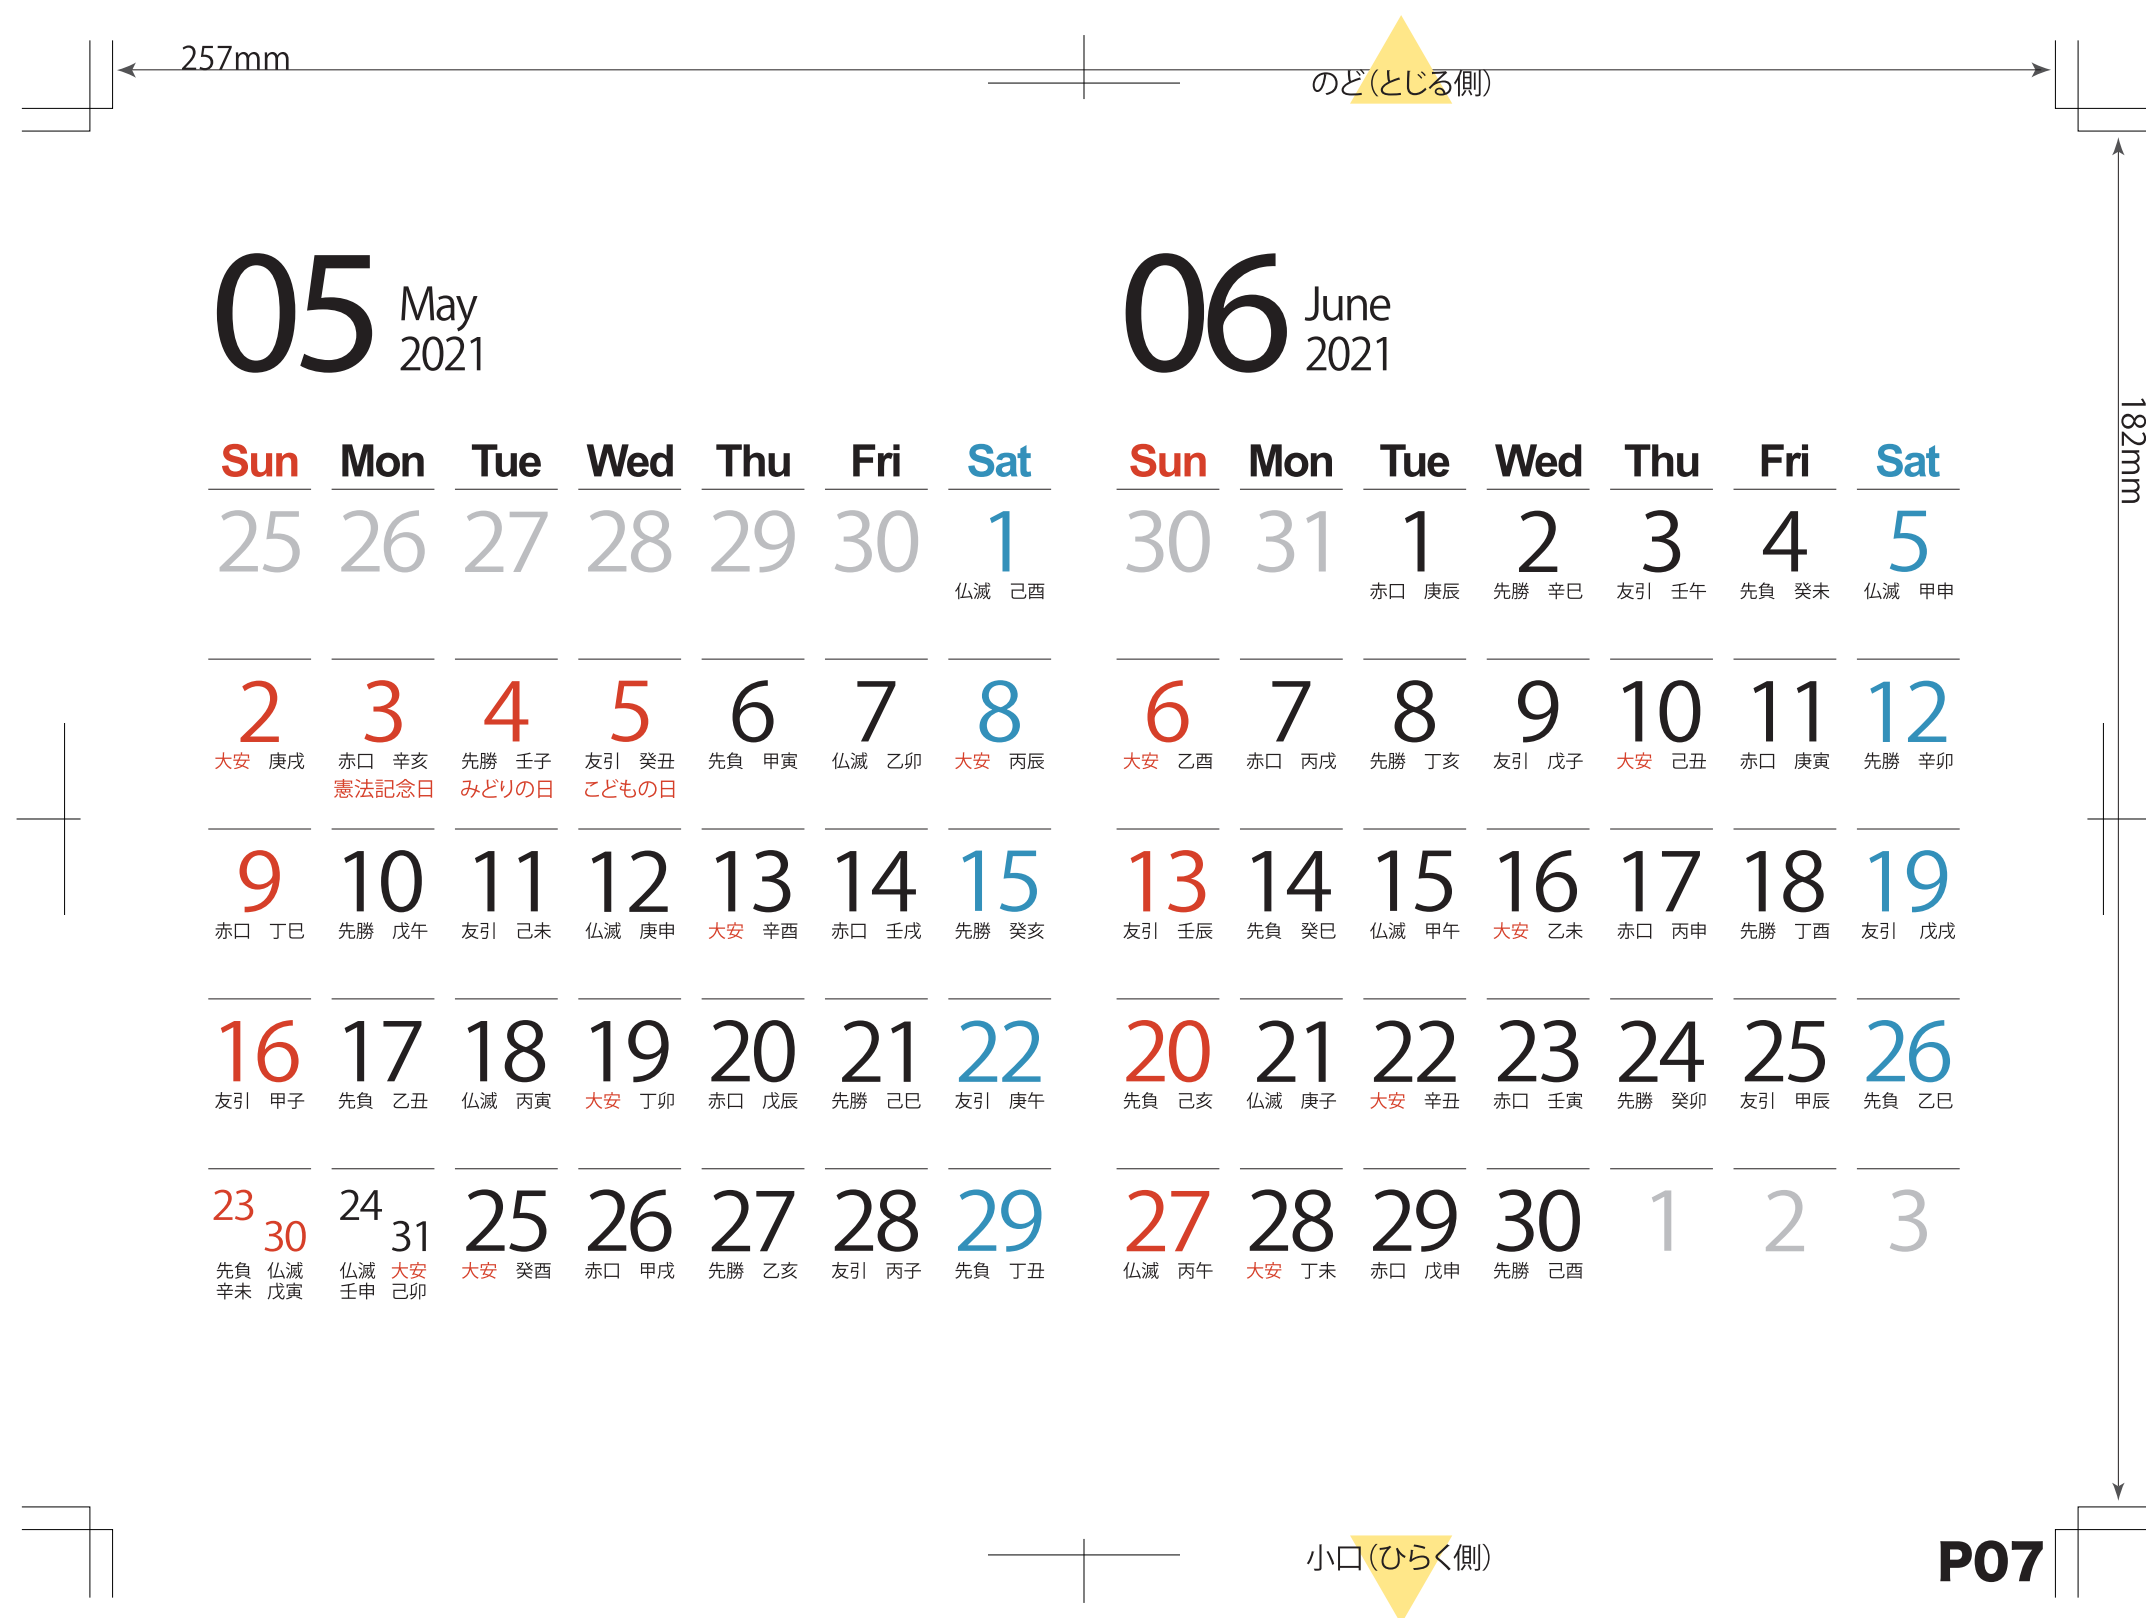 257mm
のど（とじる側）
182mm
05 May 2021
Sun Mon Tue Wed Thu Fri Sat
25 26 27 28 29 30 1
仏滅 己酉
2 3 4 5 6 7 8
大安 庚戌 赤口 辛亥 先勝 壬子 友引 癸丑 先負 甲寅 仏滅 乙卯 大安 丙辰
憲法記念日 みどりの日 こどもの日
9 10 11 12 13 14 15
赤口 丁巳 先勝 戊午 友引 己未 仏滅 庚申 大安 辛酉 赤口 壬戌 先勝 癸亥
16 17 18 19 20 21 22
友引 甲子 先負 乙丑 仏滅 丙寅 大安 丁卯 赤口 戊辰 先勝 己巳 友引 庚午
23 30 24 31 25 26 27 28 29
先負 仏滅 仏滅 大安 大安 癸酉 赤口 甲戌 先勝 乙亥 友引 丙子 先負 丁丑
辛未 戊寅 壬申 己卯
06 June 2021
Sun Mon Tue Wed Thu Fri Sat
30 31 1 2 3 4 5
赤口 庚辰 先勝 辛巳 友引 壬午 先負 癸未 仏滅 甲申
6 7 8 9 10 11 12
大安 乙酉 赤口 丙戌 先勝 丁亥 友引 戊子 大安 己丑 赤口 庚寅 先勝 辛卯
13 14 15 16 17 18 19
友引 壬辰 先負 癸巳 仏滅 甲午 大安 乙未 赤口 丙申 先勝 丁酉 友引 戊戌
20 21 22 23 24 25 26
先負 己亥 仏滅 庚子 大安 辛丑 赤口 壬寅 先勝 癸卯 友引 甲辰 先負 乙巳
27 28 29 30 1 2 3
仏滅 丙午 大安 丁未 赤口 戊申 先勝 己酉
小口（ひらく側）
P07